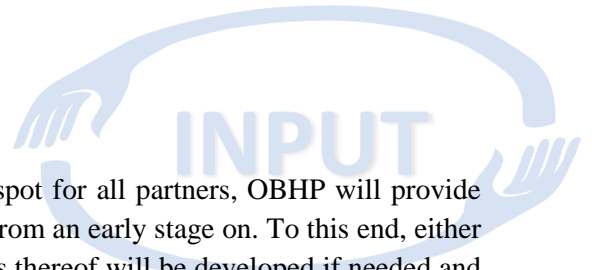 INPUT
spot for all partners, OBHP will provide
from an early stage on. To this end, either
s thereof will be developed if needed and